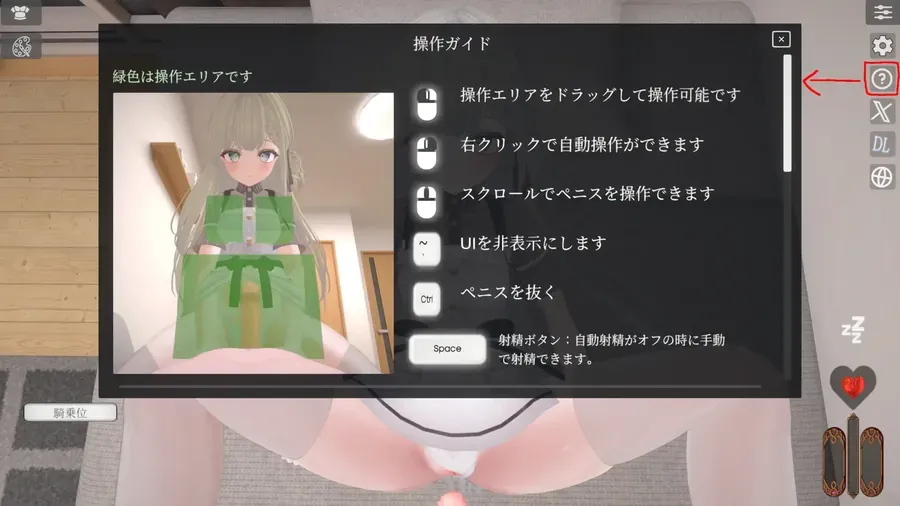 操作ガイド
緑色は操作エリアです
操作エリアをドラッグして操作可能です
右クリックで自動操作ができます
スクロールでペニスを操作できます
~
UIを非表示にします
Ctrl
ペニスを抜く
Space
射精ボタン：自動射精がオフの時に手動
で射精できます。
?
X
DL
zzz
騎乗位